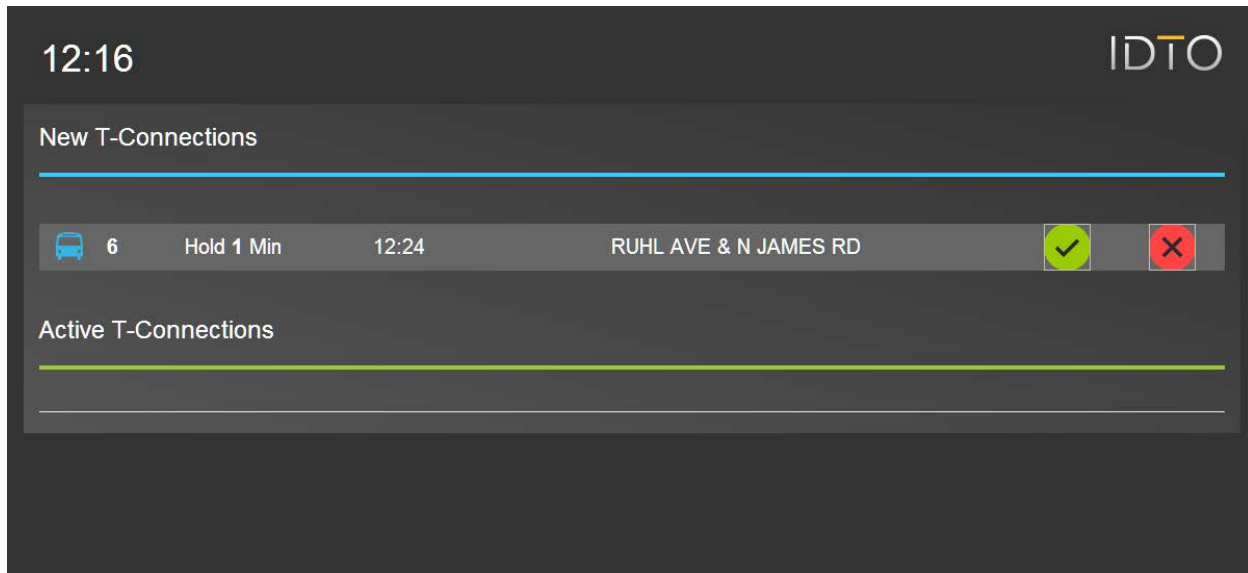 12:16
IDTO
New T-Connections
6 Hold 1 Min 12:24 RUHL AVE & N JAMES RD
Active T-Connections